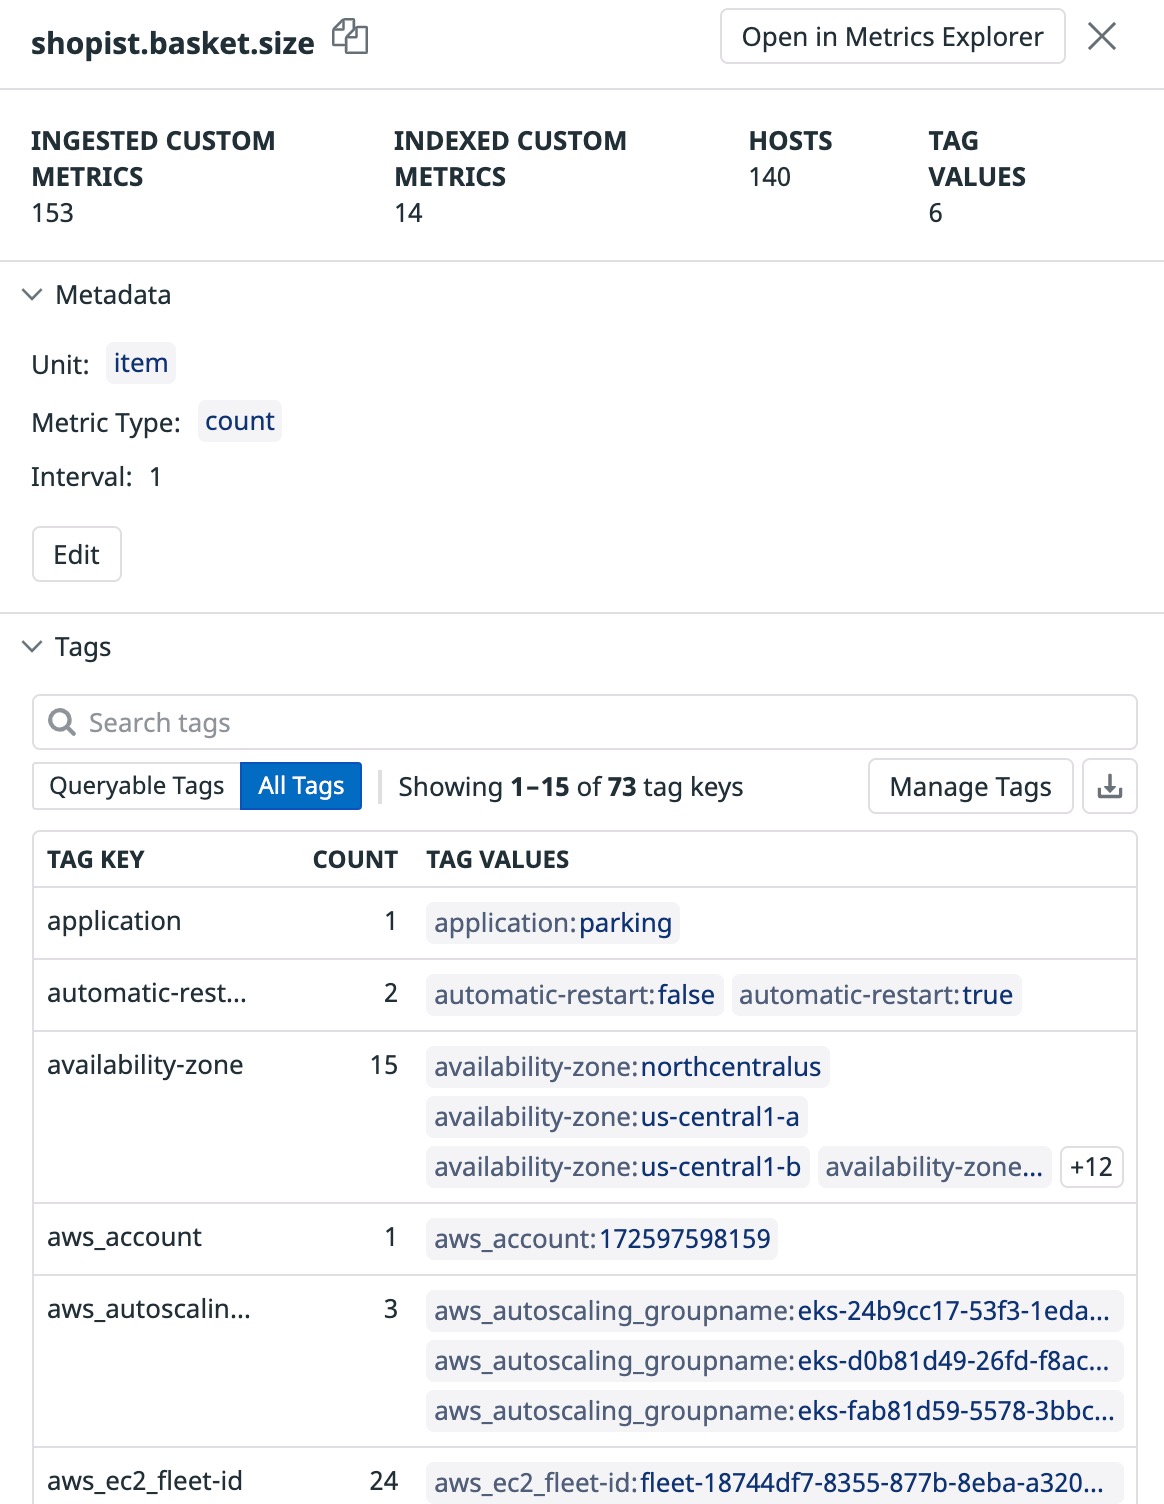 shopist.basket.size
Open in Metrics Explorer
INGESTED CUSTOM METRICS
153
INDEXED CUSTOM METRICS
14
HOSTS
140
TAG VALUES
6
Metadata
Unit: item
Metric Type: count
Interval: 1
Edit
Tags
Search tags
Queryable Tags All Tags Showing 1–15 of 73 tag keys Manage Tags
TAG KEY COUNT TAG VALUES
application 1 application:parking
automatic-rest... 2 automatic-restart:false automatic-restart:true
availability-zone 15 availability-zone:northcentralus
availability-zone:us-central1-a
availability-zone:us-central1-b availability-zone... +12
aws_account 1 aws_account:172597598159
aws_autoscalin... 3 aws_autoscaling_groupname:eks-24b9cc17-53f3-1eda...
aws_autoscaling_groupname:eks-d0b81d49-26fd-f8ac...
aws_autoscaling_groupname:eks-fab81d59-5578-3bbc...
aws_ec2_fleet-id 24 aws_ec2_fleet-id:fleet-18744df7-8355-877b-8eba-a320...